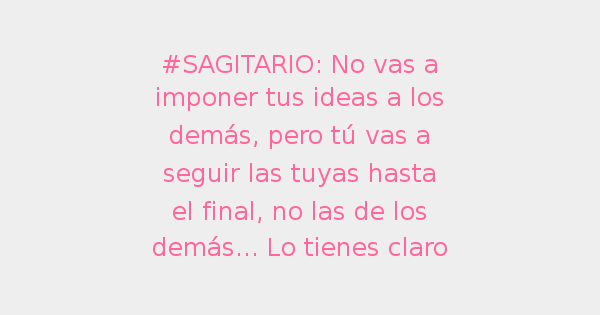 #SAGITARIO: No vas a
imponer tus ideas a los
demás, pero tú vas a
seguir las tuyas hasta
el final, no las de los
demás... Lo tienes claro